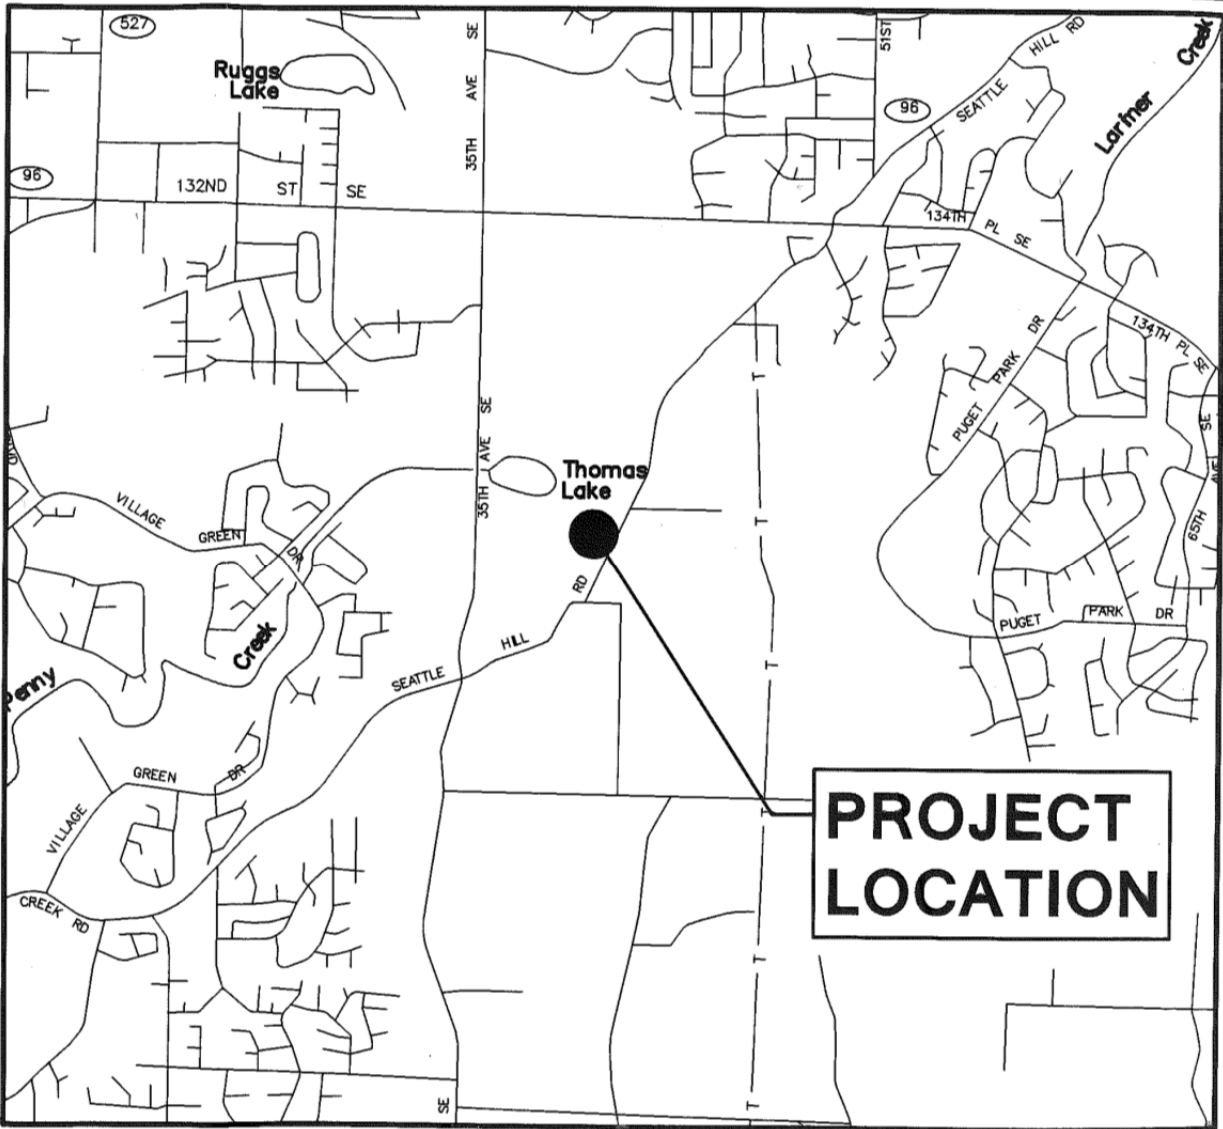 527
SE
AVE
35TH
51ST
SEATTLE HILL RD
Creek
Larimer
Ruggs
Lake
96
96
132ND ST SE
134TH PL SE
134TH PL SE
PUGET PARK DR
SE
AVE
65TH
SE
AVE
35TH
Thomas
Lake
VILLAGE GREEN DR
RD
HILL
SEATTLE
Creek
Penny
PUGET PARK DR
GREEN DR
VILLAGE
CREEK RD
T
T
T
T
T
T
PROJECT
LOCATION
SE